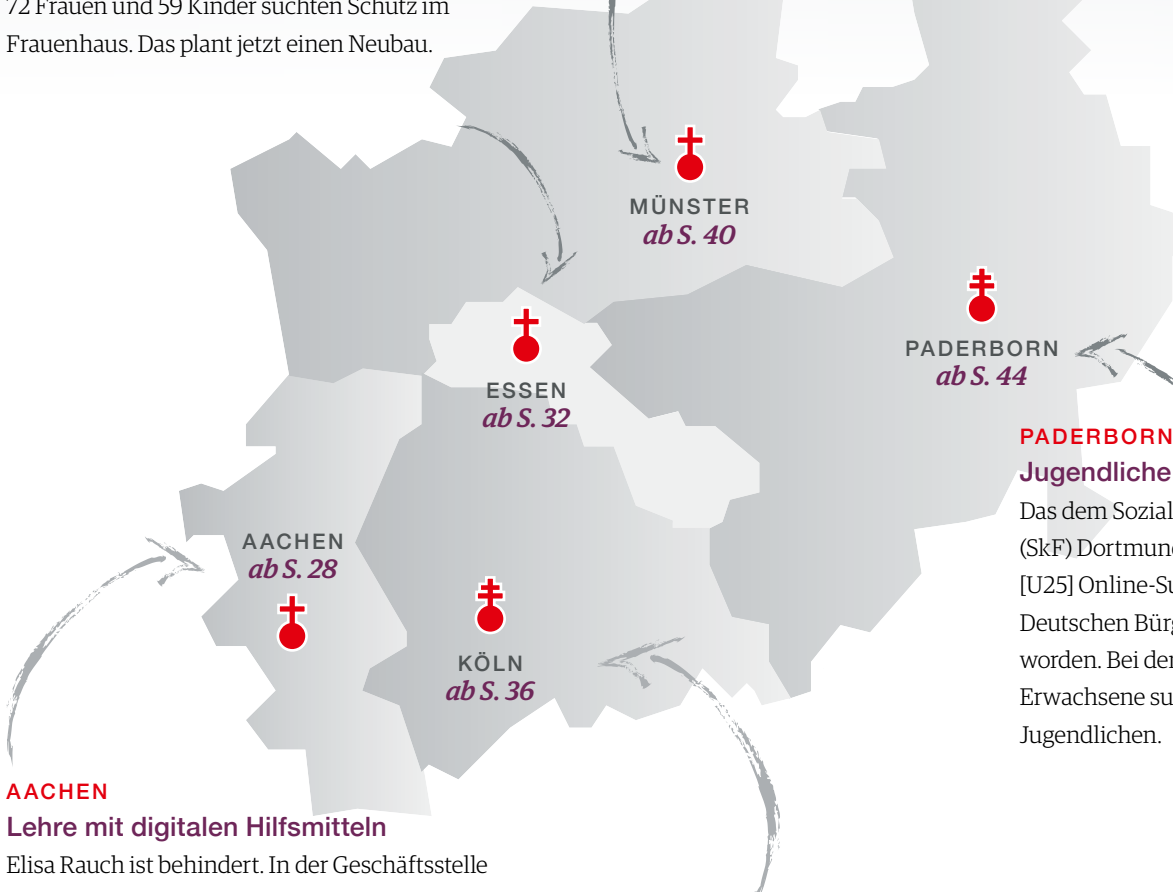 72 Frauen und 59 Kinder suchten Schutz im
Frauenhaus. Das plant jetzt einen Neubau.
MÜNSTER
ab S. 40
PADERBORN
ab S. 44
ESSEN
ab S. 32
AACHEN
ab S. 28
KÖLN
ab S. 36
PADERBORN
Jugendliche
Das dem Sozial
(SkF) Dortmund
[U25] Online-Su
Deutschen Bürg
worden. Bei der
Erwachsene su
Jugendlichen.
AACHEN
Lehre mit digitalen Hilfsmitteln
Elisa Rauch ist behindert. In der Geschäftsstelle